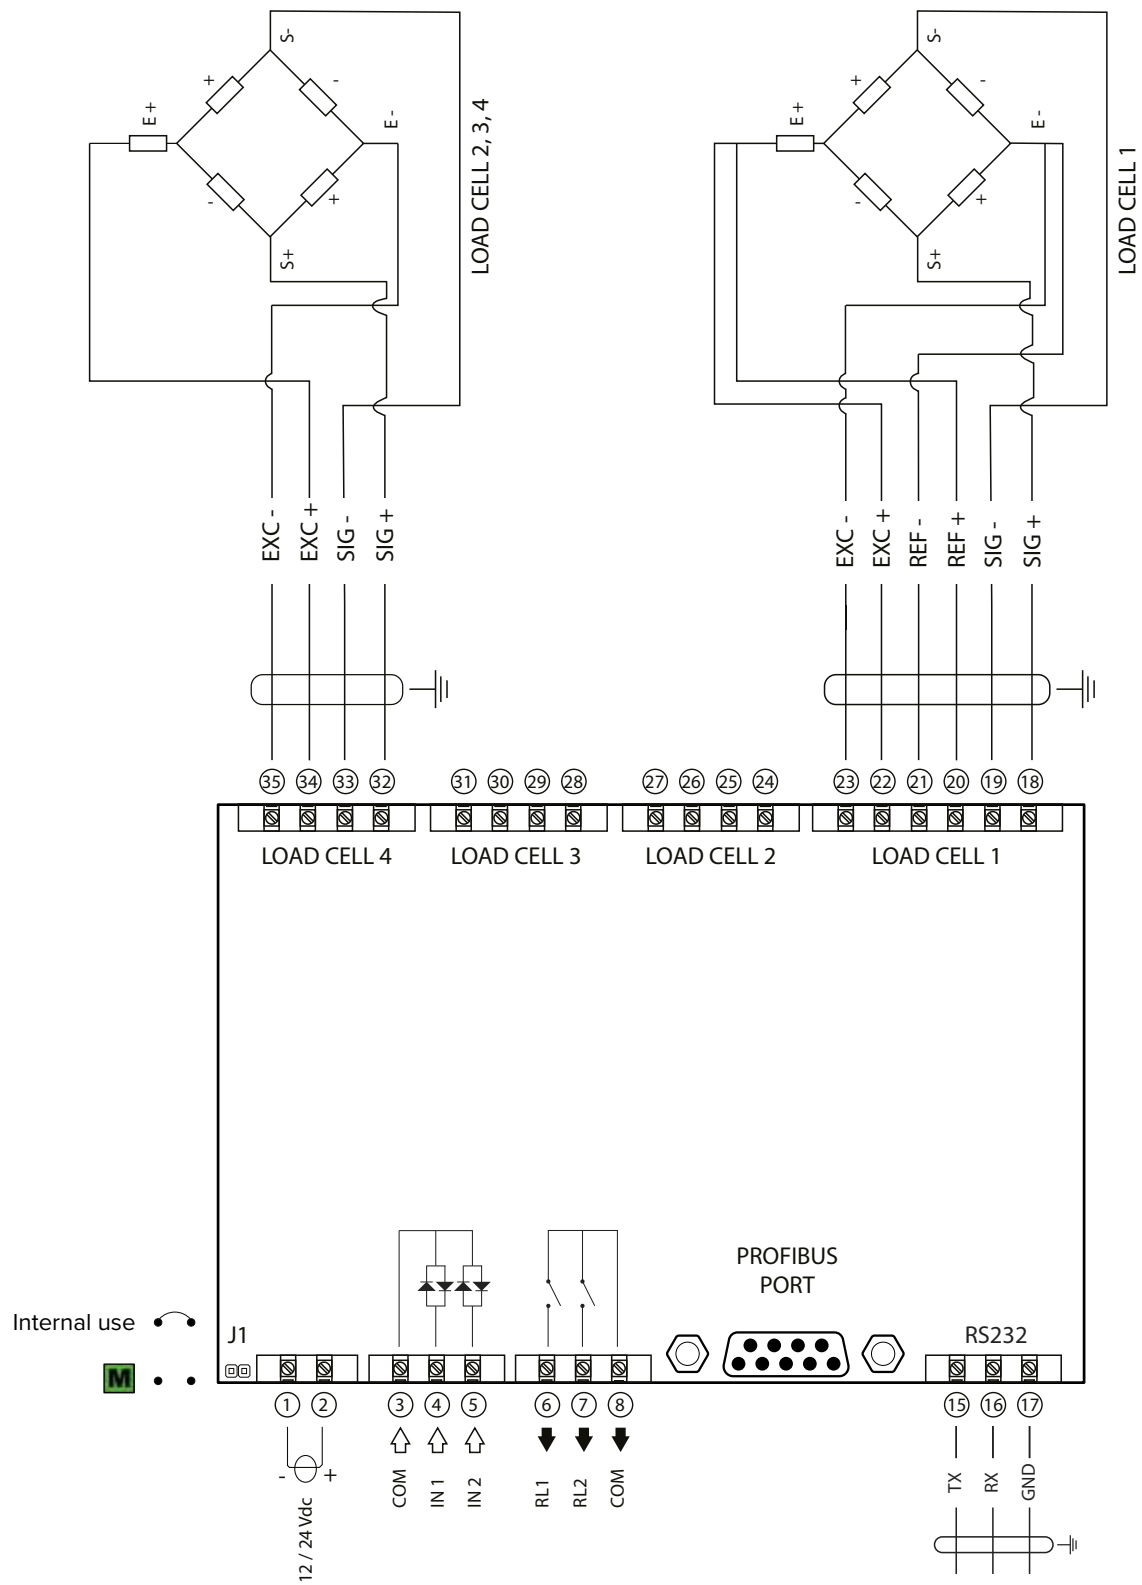 S-
S-
+
-
+
-
E +
E -
E +
E -
-
+
-
+
S+
S+
LOAD CELL 2, 3, 4
LOAD CELL 1
EXC -
EXC +
SIG -
SIG +
EXC -
EXC +
REF -
REF +
SIG -
SIG +
35 34 33 32 31 30 29 28 27 26 25 24 23 22 21 20 19 18
LOAD CELL 4
LOAD CELL 3
LOAD CELL 2
LOAD CELL 1
PROFIBUS
PORT
Internal use
J1
RS232
M
1 2 3 4 5 6 7 8 15 16 17
- +
12 / 24 Vdc
COM
IN 1
IN 2
RL1
RL2
COM
TX
RX
GND